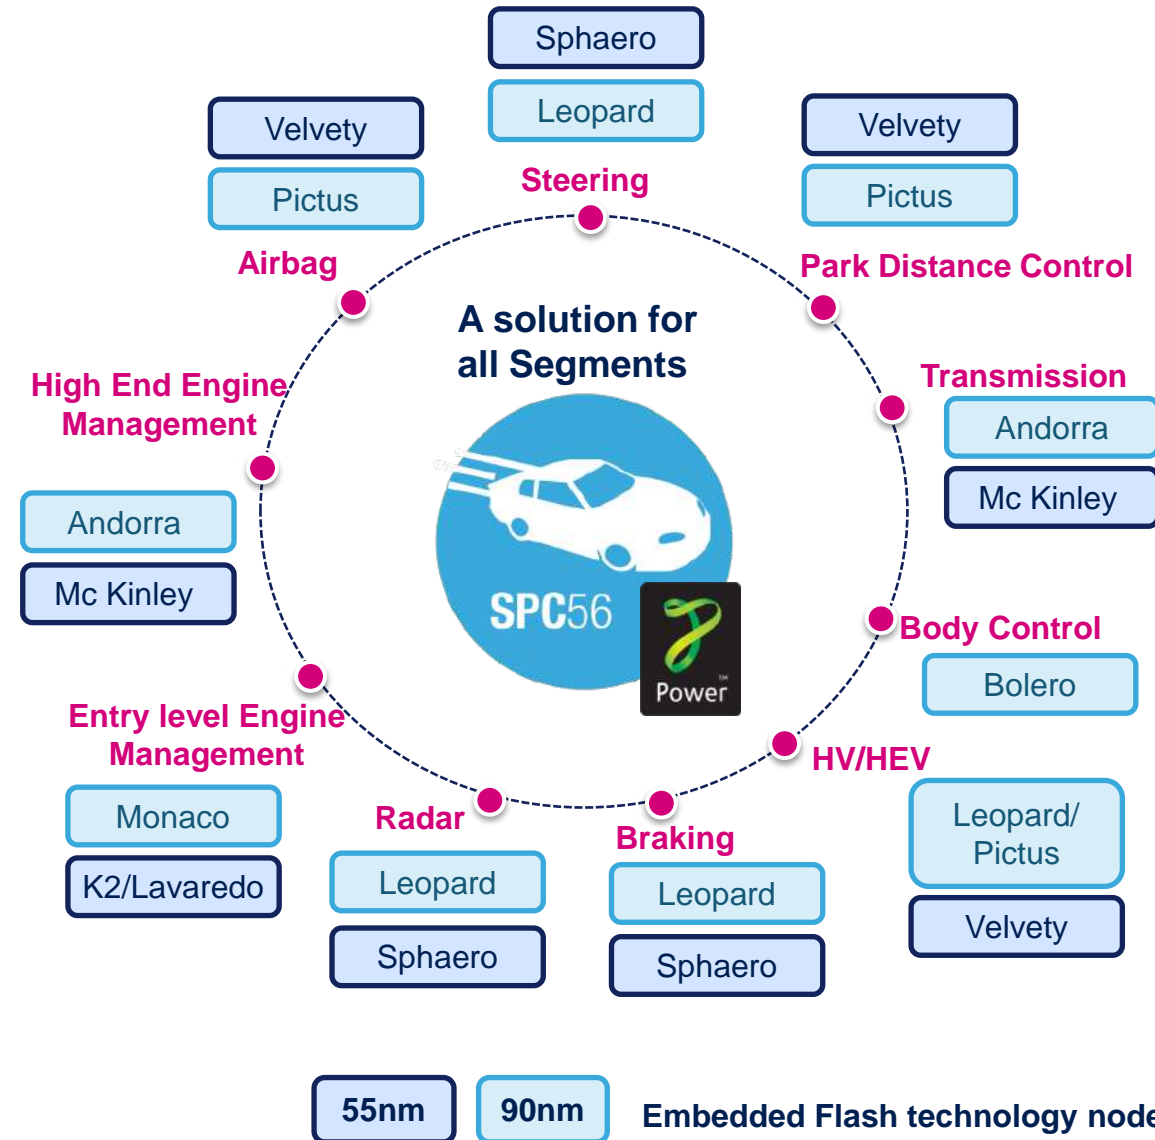 Sphaero
Leopard
Steering
Velvety
Pictus
Airbag
Velvety
Pictus
Park Distance Control
A solution for
all Segments
High End Engine
Management
Andorra
Mc Kinley
Transmission
Andorra
Mc Kinley
SPC56
Power™
Body Control
Bolero
Entry level Engine
Management
Monaco
K2/Lavaredo
Radar
Leopard
Sphaero
Braking
Leopard
Sphaero
HV/HEV
Leopard/
Pictus
Velvety
55nm
90nm
Embedded Flash technology node